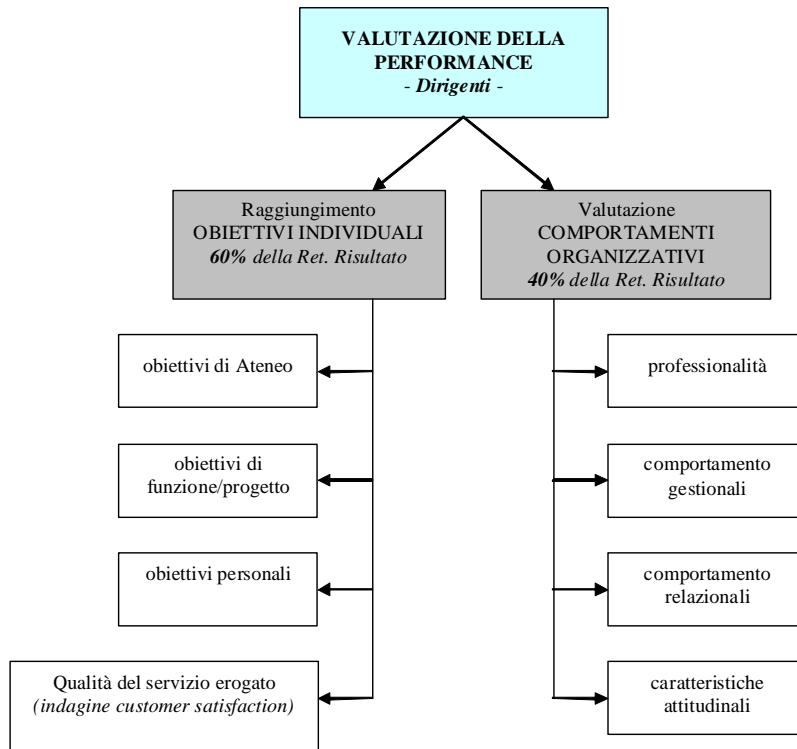 VALUTAZIONE DELLA
PERFORMANCE
- Dirigenti -
Raggiungimento
OBIETTIVI INDIVIDUALI
60% della Ret. Risultato
Valutazione
COMPORTAMENTI
ORGANIZZATIVI
40% della Ret. Risultato
obiettivi di Ateneo
obiettivi di
funzione/progetto
obiettivi personali
Qualità del servizio erogato
(indagine customer satisfaction)
professionalità
comportamento
gestionali
comportamento
relazionali
caratteristiche
attitudinali